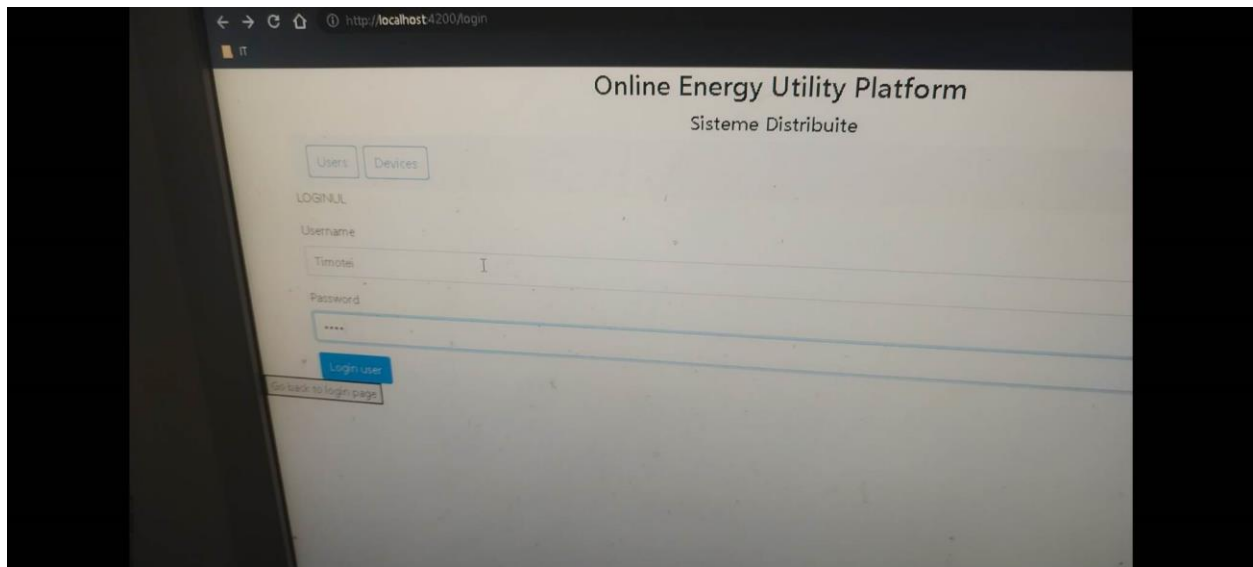 http://localhost:4200/login
IT
Online Energy Utility Platform
Sisteme Distribuite
Users Devices
LOGINUL
Username
Timotei
Password
••••
Login user
Go back to login page